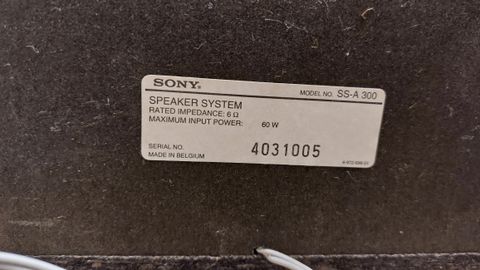 SONY® MODEL NO. SS-A 300
SPEAKER SYSTEM
RATED IMPEDANCE: 6 Ω
MAXIMUM INPUT POWER: 60 W
SERIAL NO. 4031005
MADE IN BELGIUM